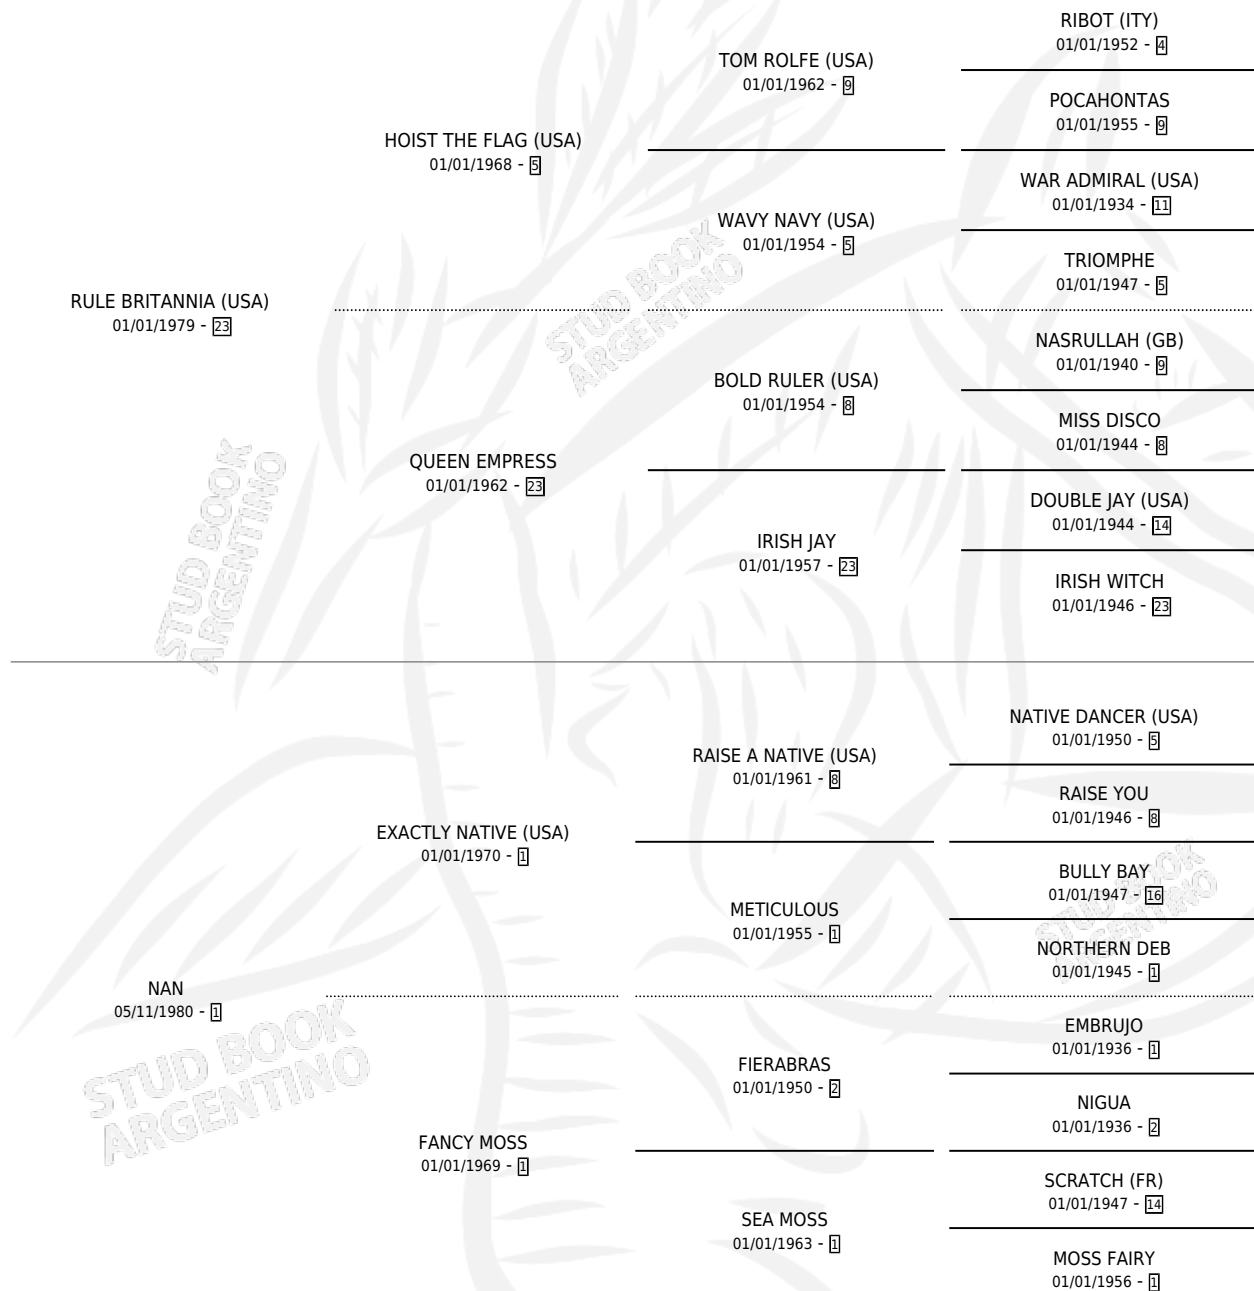 RULE BRITANNIA (USA)
01/01/1979 - 23
HOIST THE FLAG (USA)
01/01/1968 - 5
QUEEN EMPRESS
01/01/1962 - 23
TOM ROLFE (USA)
01/01/1962 - 9
WAVY NAVY (USA)
01/01/1954 - 5
BOLD RULER (USA)
01/01/1954 - 8
IRISH JAY
01/01/1957 - 23
RIBOT (ITY)
01/01/1952 - 4
POCAHONTAS
01/01/1955 - 9
WAR ADMIRAL (USA)
01/01/1934 - 11
TRIOMPHE
01/01/1947 - 5
NASRULLAH (GB)
01/01/1940 - 9
MISS DISCO
01/01/1944 - 8
DOUBLE JAY (USA)
01/01/1944 - 14
IRISH WITCH
01/01/1946 - 23
NAN
05/11/1980 - 1
EXACTLY NATIVE (USA)
01/01/1970 - 1
FANCY MOSS
01/01/1969 - 1
RAISE A NATIVE (USA)
01/01/1961 - 8
METICULOUS
01/01/1955 - 1
FIERABRAS
01/01/1950 - 2
SEA MOSS
01/01/1963 - 1
NATIVE DANCER (USA)
01/01/1950 - 5
RAISE YOU
01/01/1946 - 8
BULLY BAY
01/01/1947 - 16
NORTHERN DEB
01/01/1945 - 1
EMBRUJO
01/01/1936 - 1
NIGUA
01/01/1936 - 2
SCRATCH (FR)
01/01/1947 - 14
MOSS FAIRY
01/01/1956 - 1
STUD BOOK
ARGENTINO
STUD BOOK
ARGENTINO
STUD BOOK
ARGENTINO
STUD BOOK
ARGENTINO